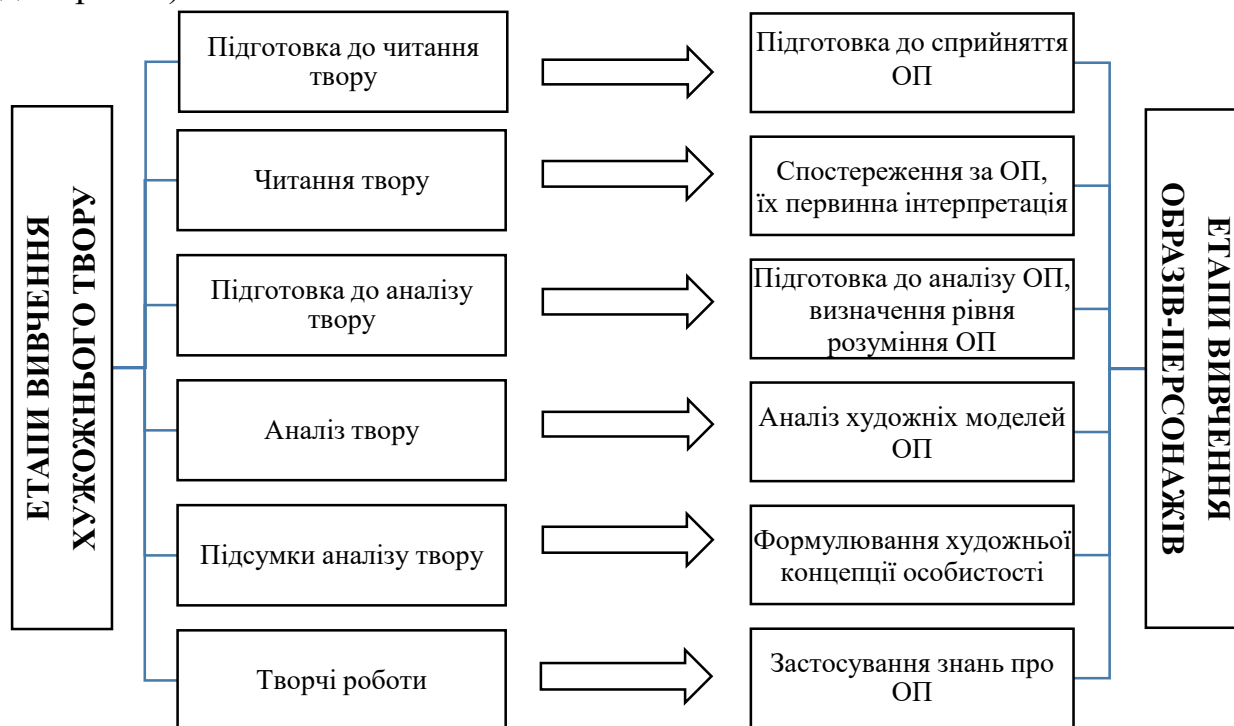 ЕТАПИ ВИВЧЕННЯ
ХУЖОЖНЬОГО ТВОРУ
Підготовка до читання
твору
Підготовка до сприйняття
ОП
Читання твору
Спостереження за ОП,
їх первинна інтерпретація
Підготовка до аналізу
твору
Підготовка до аналізу ОП,
визначення рівня
розуміння ОП
Аналіз твору
Аналіз художніх моделей
ОП
Підсумки аналізу твору
Формулювання художньої
концепції особистості
Творчі роботи
Застосування знань про
ОП
ЕТАПИ ВИВЧЕННЯ
ОБРАЗІВ-ПЕРСОНАЖІВ